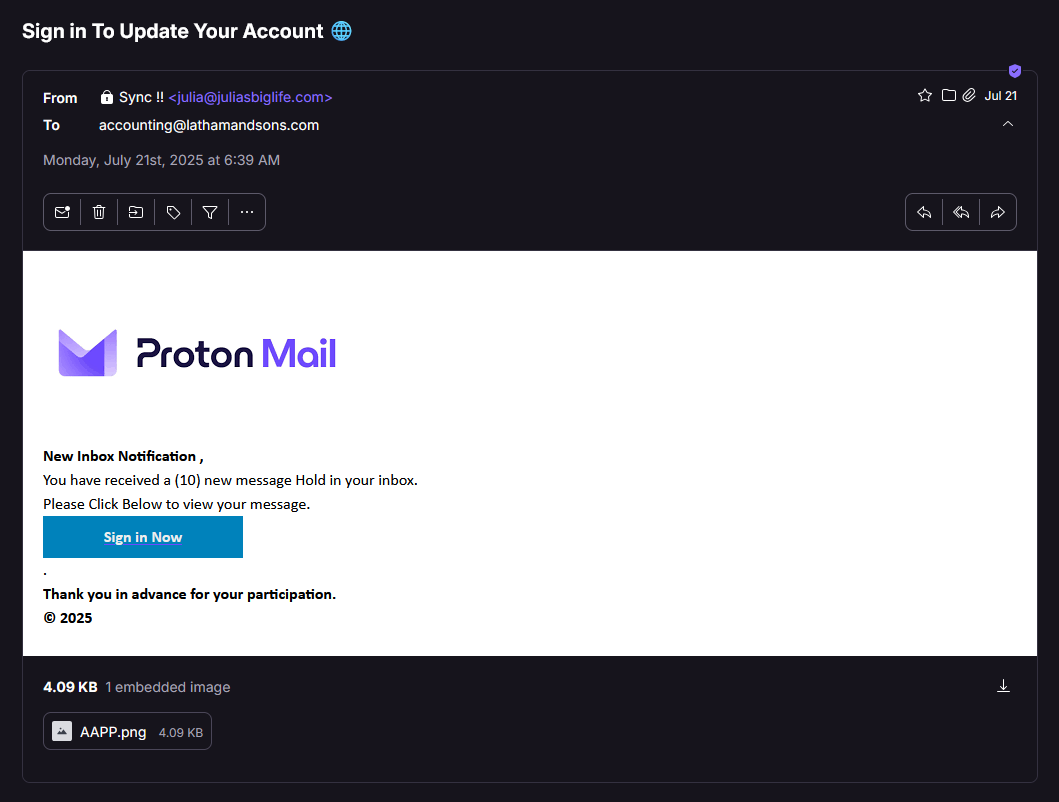 Sign in To Update Your Account 🌐
From 🔒 Sync !! <julia@juliasbiglife.com> Jul 21
To accounting@lathamandsons.com
Monday, July 21st, 2025 at 6:39 AM
Proton Mail
New Inbox Notification ,
You have received a (10) new message Hold in your inbox.
Please Click Below to view your message.
Sign in Now
.
Thank you in advance for your participation.
© 2025
4.09 KB 1 embedded image
AAPP.png 4.09 KB